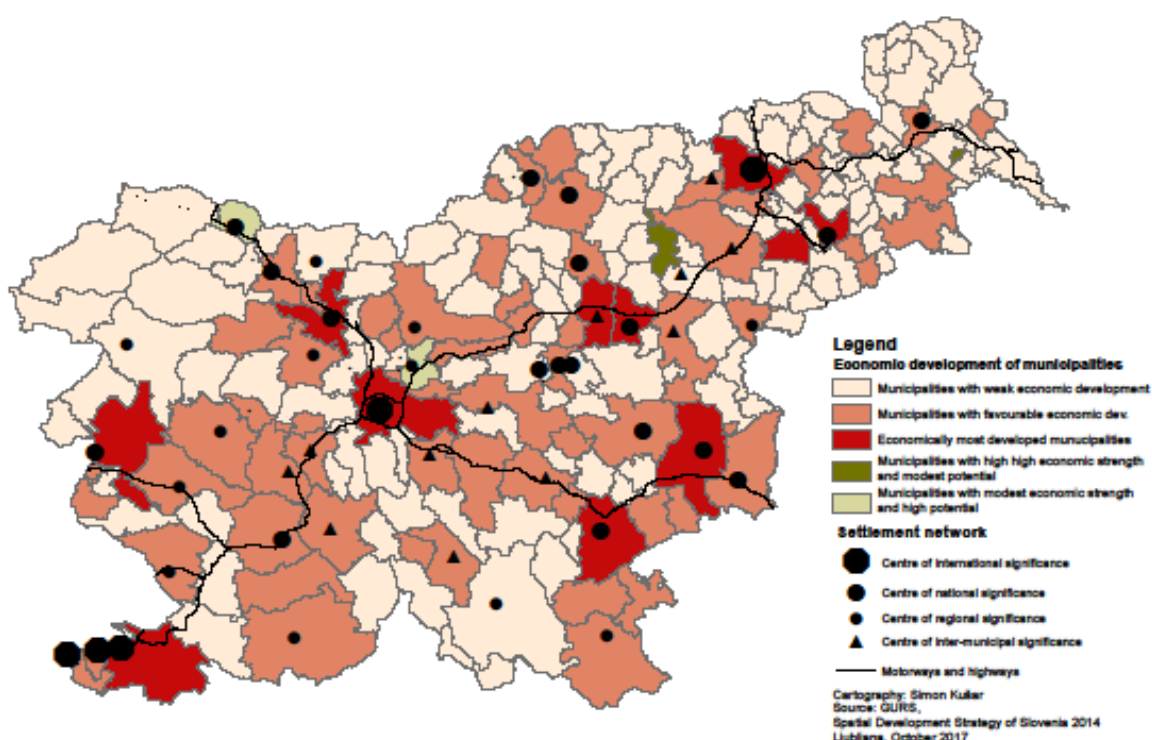 Legend
Economic development of municipalities
Municipalities with weak economic development
Municipalities with favourable economic dev.
Economically most developed munucipalities
Municipalities with high high economic strength
and modest potential
Municipalities with modest economic strength
and high potential
Settlement network
Centre of international significance
Centre of national significance
Centre of regional significance
Centre of inter-municipal significance
Motorways and highways
Cartography: Simon Kušar
Source: GURS,
Spatial Development Strategy of Slovenia 2014
Ljubljana, October 2017